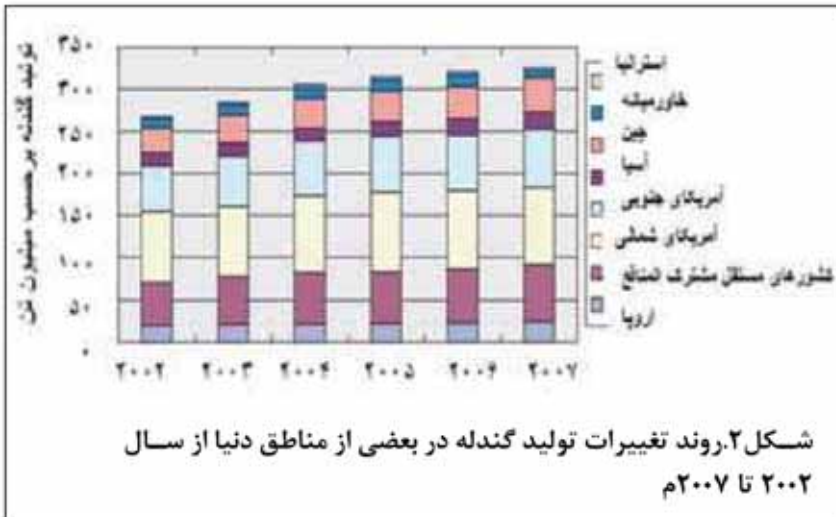 تولید گندله برحسب میلیون تن
۳۵۰
۳۰۰
۲۵۰
۲۰۰
۱۵۰
۱۰۰
۵۰
۰
۲۰۰۲ ۲۰۰۳ ۲۰۰۴ ۲۰۰۵ ۲۰۰۶ ۲۰۰۷
استرالیا
خاورمیانه
چین
آسیا
آمریکای جنوبی
آمریکای شمالی
کشورهای مستقل مشترک المنافع
اروپا
شــکل۲.روند تغییرات تولید گندله در بعضی از مناطق دنیا از ســال
۲۰۰۲ تا ۲۰۰۷م